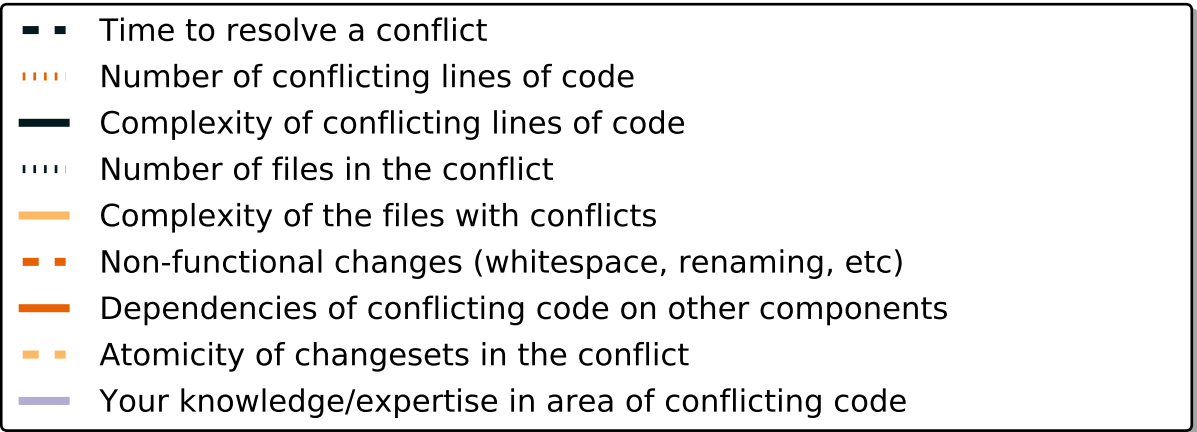 Time to resolve a conflict
Number of conflicting lines of code
Complexity of conflicting lines of code
Number of files in the conflict
Complexity of the files with conflicts
Non-functional changes (whitespace, renaming, etc)
Dependencies of conflicting code on other components
Atomicity of changesets in the conflict
Your knowledge/expertise in area of conflicting code